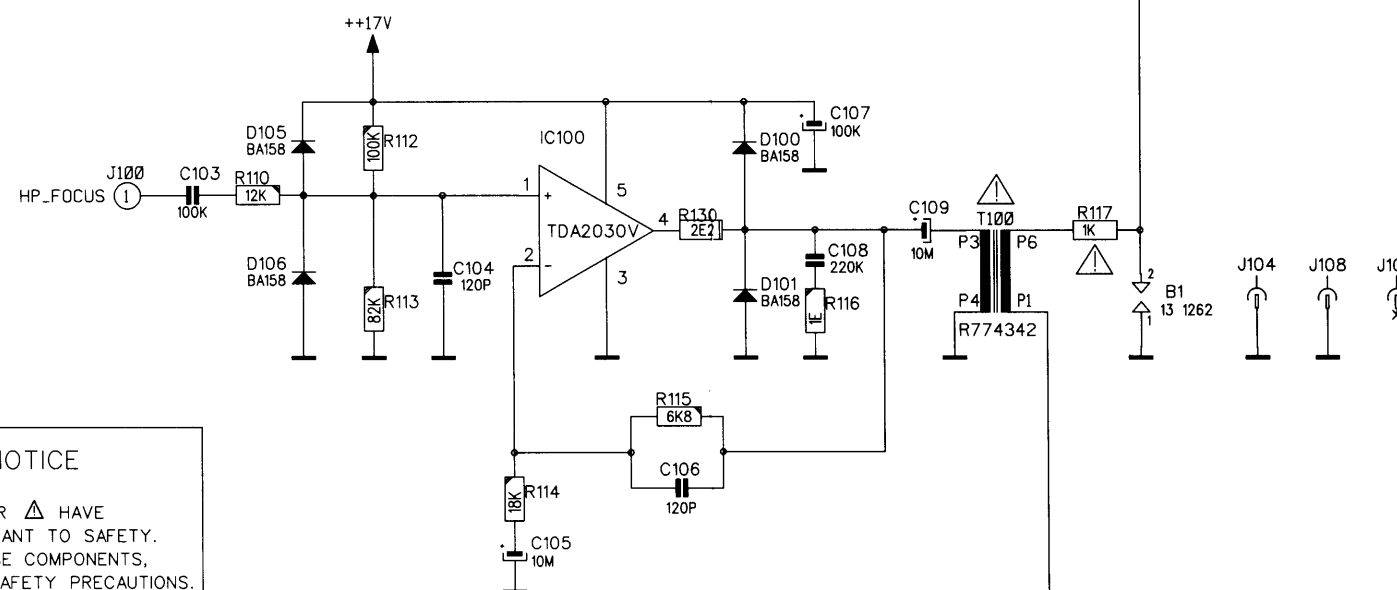 ++17V
HP_FOCUS
J100
1
C103
100K
R110
12K
D105
BA158
D106
BA158
100K
R112
82K
R113
C104
120P
IC100
1
+
2
-
TDA2030V
5
4
3
R130
2E2
D100
BA158
D101
BA158
C107
100K
C108
220K
1E
R116
C109
10M
T100
P3
P6
P4
P1
R774342
R117
1K
2
1
B1
13 1262
J104
J108
R115
6K8
C106
120P
18K
R114
C105
10M
NOTICE
R ⚠ HAVE
ANT TO SAFETY.
SE COMPONENTS,
AFETY PRECAUTIONS.